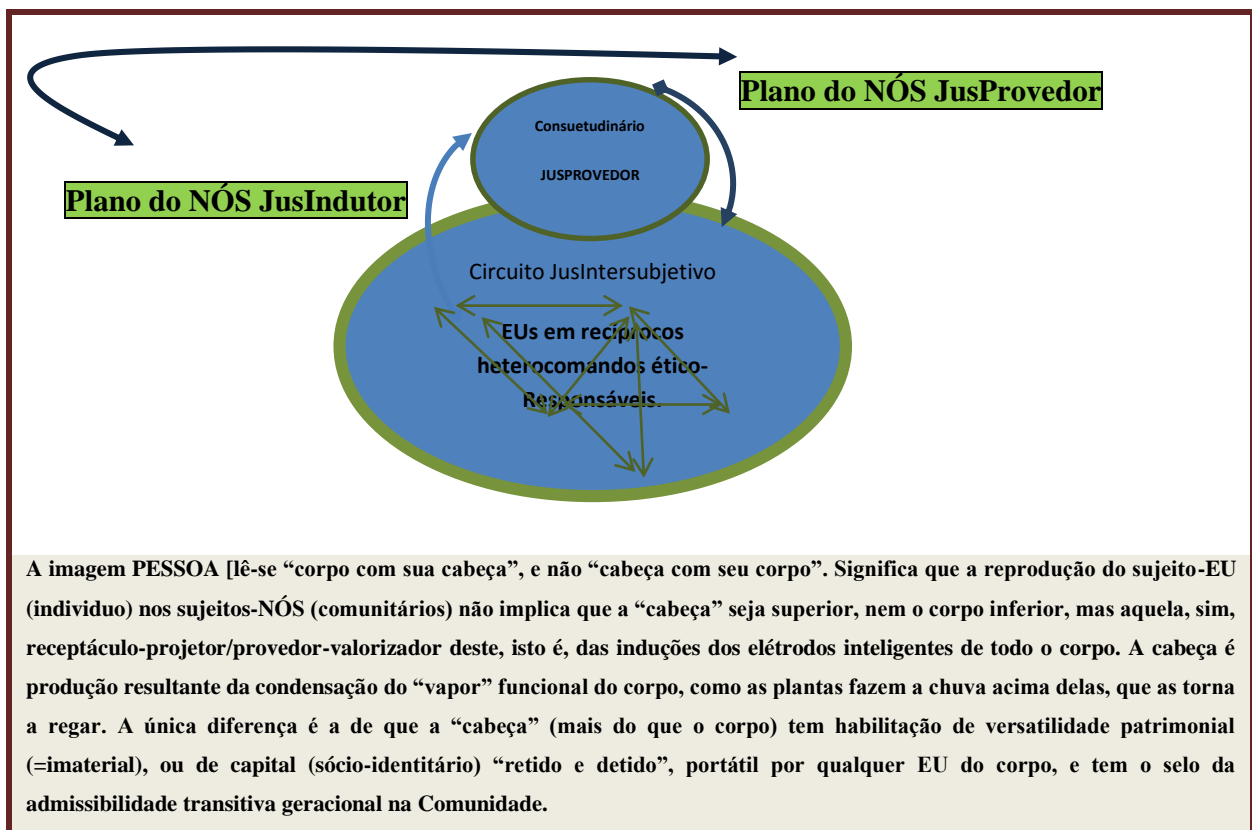 Plano do NÓS JusProvedor
Consuetudinário
JUSPROVEDOR
Plano do NÓS JusIndutor
Circuito JusIntersubjetivo
EUs em recíprocos
heterocomandos ético-
Responsáveis.
A imagem PESSOA [lê-se “corpo com sua cabeça”, e não “cabeça com seu corpo”. Significa que a reprodução do sujeito-EU
(individuo) nos sujeitos-NÓS (comunitários) não implica que a “cabeça” seja superior, nem o corpo inferior, mas aquela, sim,
receptáculo-projetor/provedor-valorizador deste, isto é, das induções dos elétrodos inteligentes de todo o corpo. A cabeça é
produção resultante da condensação do “vapor” funcional do corpo, como as plantas fazem a chuva acima delas, que as torna
a regar. A única diferença é a de que a “cabeça” (mais do que o corpo) tem habilitação de versatilidade patrimonial
(=imaterial), ou de capital (sócio-identitário) “retido e detido”, portátil por qualquer EU do corpo, e tem o selo da
admissibilidade transitiva geracional na Comunidade.